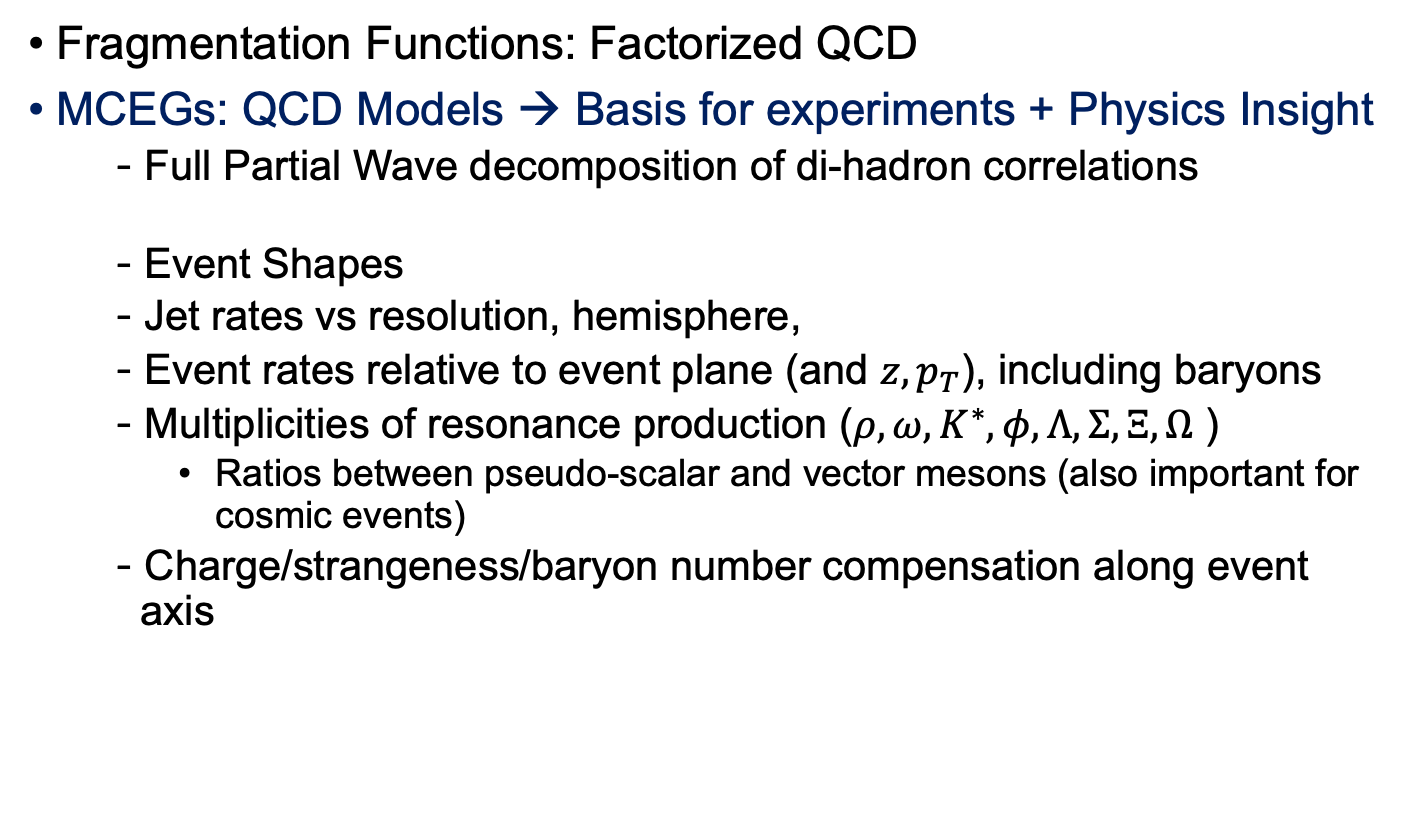 • Fragmentation Functions: Factorized QCD
• MCEGs: QCD Models → Basis for experiments + Physics Insight
- Full Partial Wave decomposition of di-hadron correlations
- Event Shapes
- Jet rates vs resolution, hemisphere,
- Event rates relative to event plane (and z, p_T), including baryons
- Multiplicities of resonance production (ρ, ω, K*, ϕ, Λ, Σ, Ξ, Ω )
• Ratios between pseudo-scalar and vector mesons (also important for
cosmic events)
- Charge/strangeness/baryon number compensation along event
axis